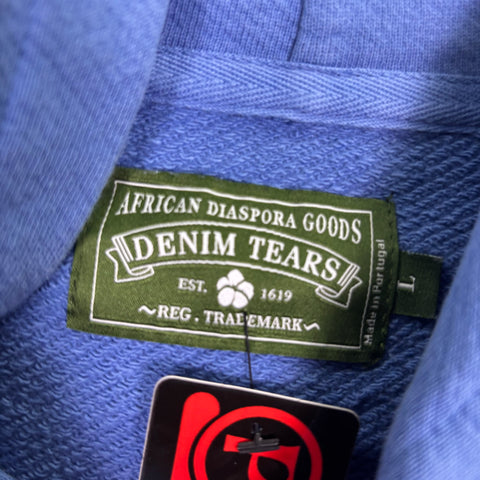 AFRICAN DIASPORA GOODS
DENIM TEARS
EST. 1619
~REG. TRADEMARK~
Made in Portugal
L